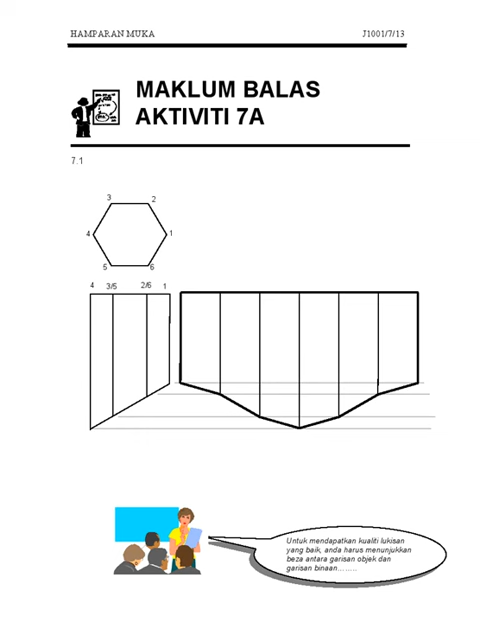 HAMPARAN MUKA J1001/7/13
MAKLUM BALAS
AKTIVITI 7A
7.1
3 2
4 1
5 6
4 3/5 2/6 1
Untuk mendapatkan kualiti lukisan
yang baik, anda harus menunjukkan
beza antara garisan objek dan
garisan binaan........